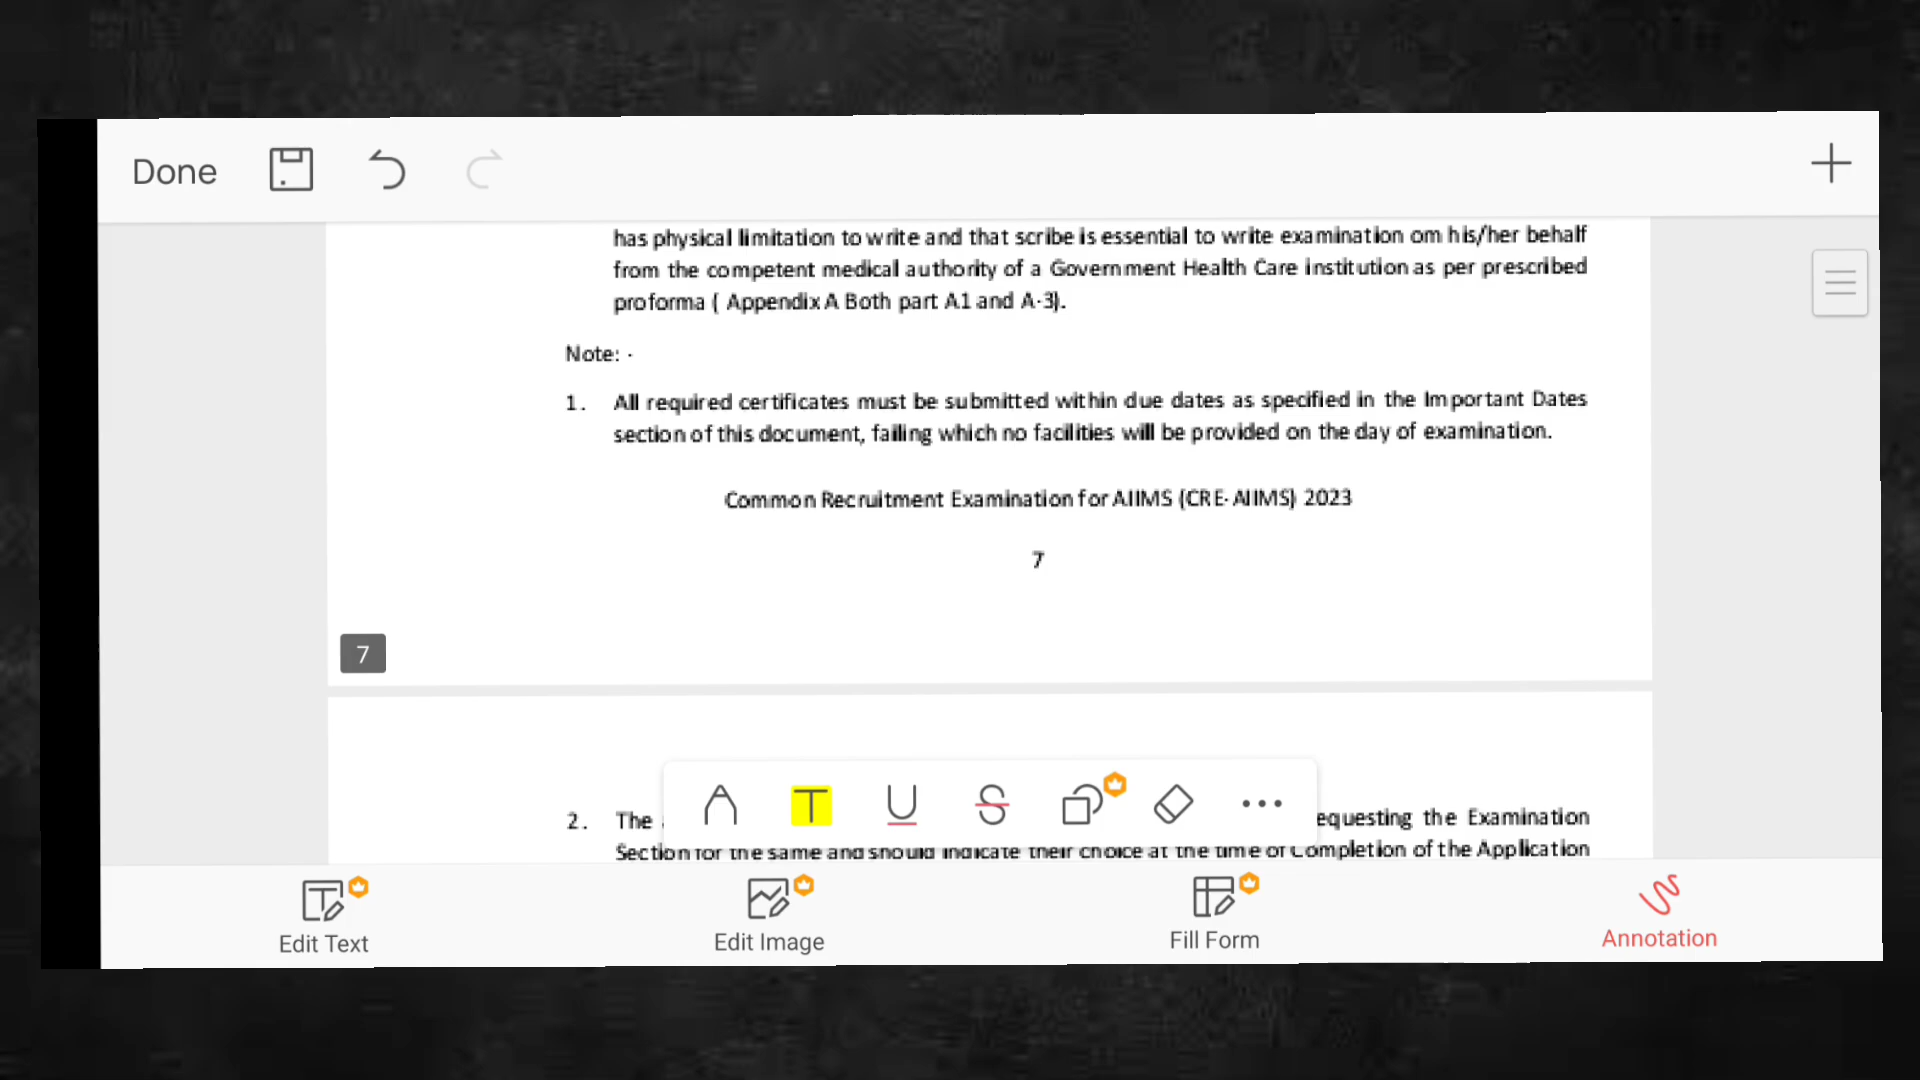 Done
has physical limitation to write and that scribe is essential to write examination om his/her behalf
from the competent medical authority of a Government Health Care institution as per prescribed
proforma ( Appendix A Both part A1 and A-3).
Note: -
1. All required certificates must be submitted within due dates as specified in the Important Dates
section of this document, failing which no facilities will be provided on the day of examination.
Common Recruitment Examination for AIIMS (CRE- AIIMS) 2023
7
7
2. The equesting the Examination
Section for the same and should indicate their choice at the time of Completion of the Application
Edit Text
Edit Image
Fill Form
Annotation